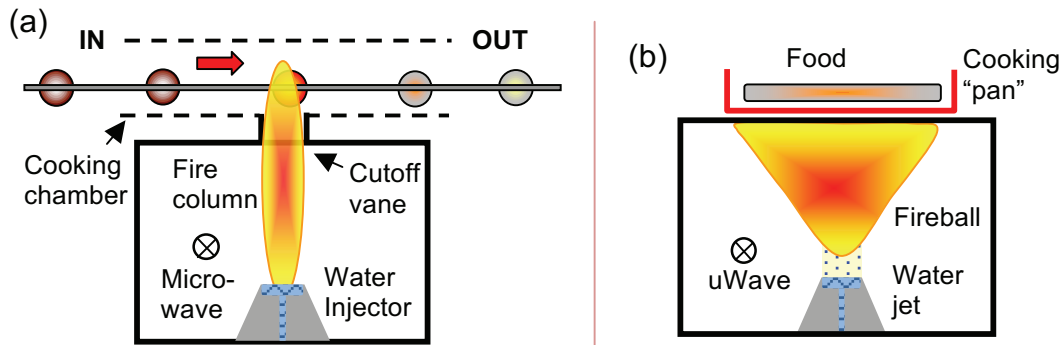 (a)
IN
OUT
Cooking
chamber
Fire
column
Cutoff
vane
Micro-
wave
Water
Injector
(b)
Food
Cooking
“pan”
Fireball
uWave
Water
jet